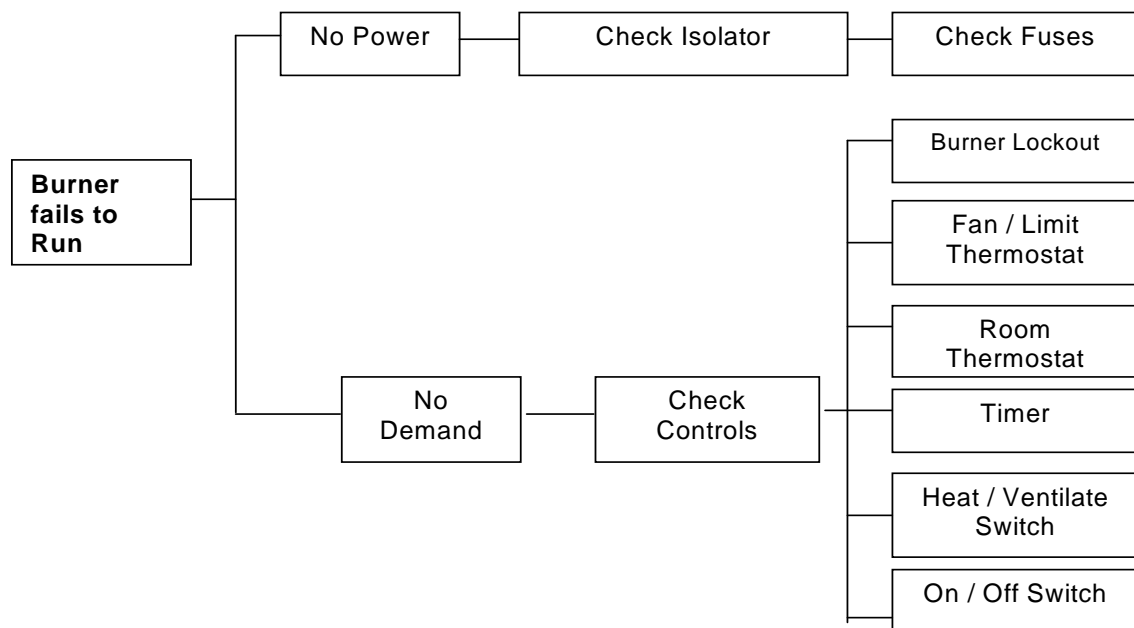 No Power
Check Isolator
Check Fuses
Burner
fails to
Run
Burner Lockout
Fan / Limit
Thermostat
Room
Thermostat
No
Demand
Check
Controls
Timer
Heat / Ventilate
Switch
On / Off Switch